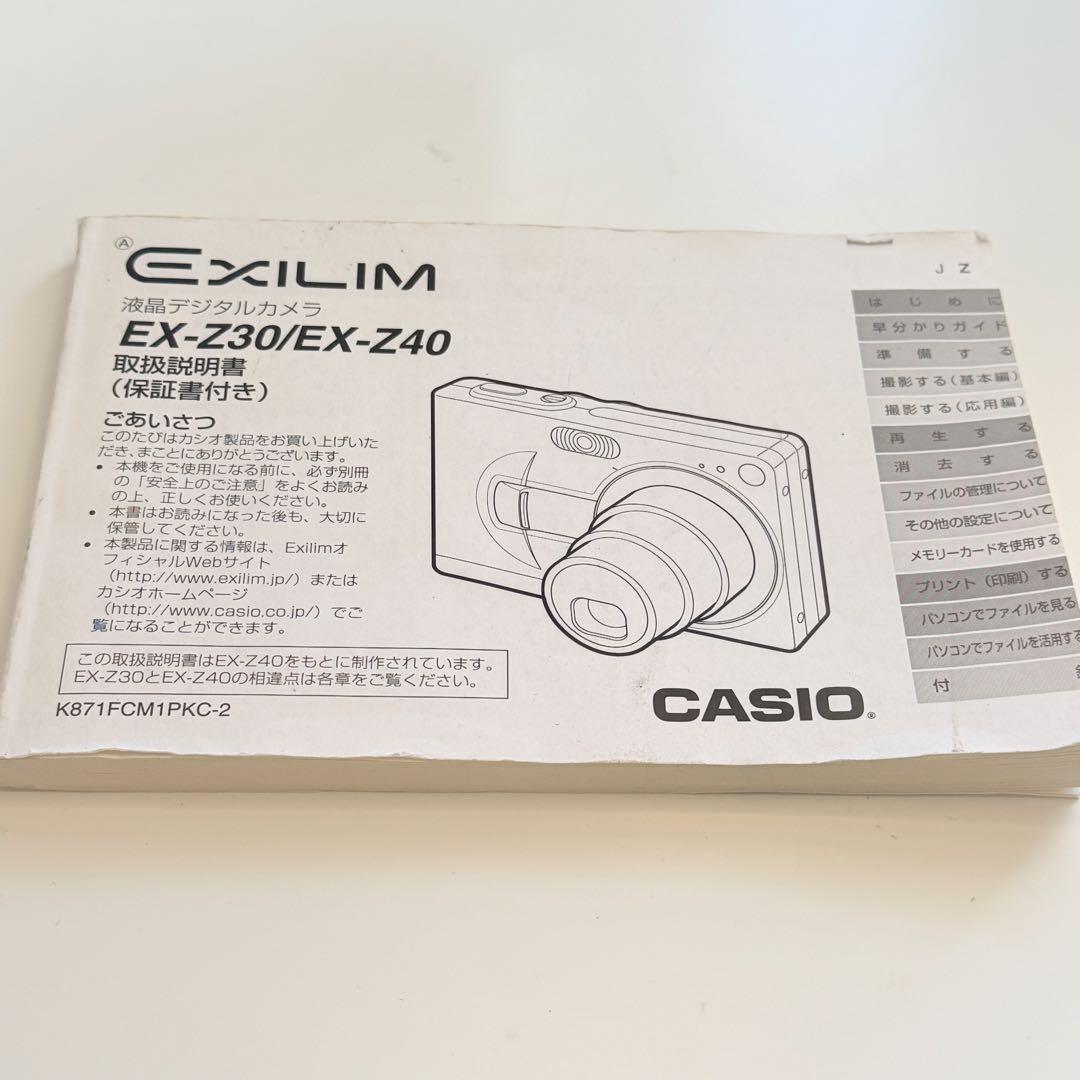 Ⓐ
EXILIM
液晶デジタルカメラ
EX-Z30/EX-Z40
取扱説明書
（保証書付き）
ごあいさつ
このたびはカシオ製品をお買い上げいた
だき、まことにありがとうございます。
• 本機をご使用になる前に、必ず別冊
の「安全上のご注意」をよくお読み
の上、正しくお使いください。
• 本書はお読みになった後も、大切に
保管してください。
• 本製品に関する情報は、Exilimオ
フィシャルWebサイト
（http://www.exilim.jp/）または
カシオホームページ
（http://www.casio.co.jp/）でご
覧になることができます。
この取扱説明書はEX-Z40をもとに制作されています。
EX-Z30とEX-Z40の相違点は各章をご覧ください。
K871FCM1PKC-2
CASIO®
J Z
はじめに
早分かりガイド
準備する
撮影する（基本編）
撮影する（応用編）
再生する
消去する
ファイルの管理について
その他の設定について
メモリーカードを使用する
プリント（印刷）する
パソコンでファイルを見る
パソコンでファイルを活用する
付